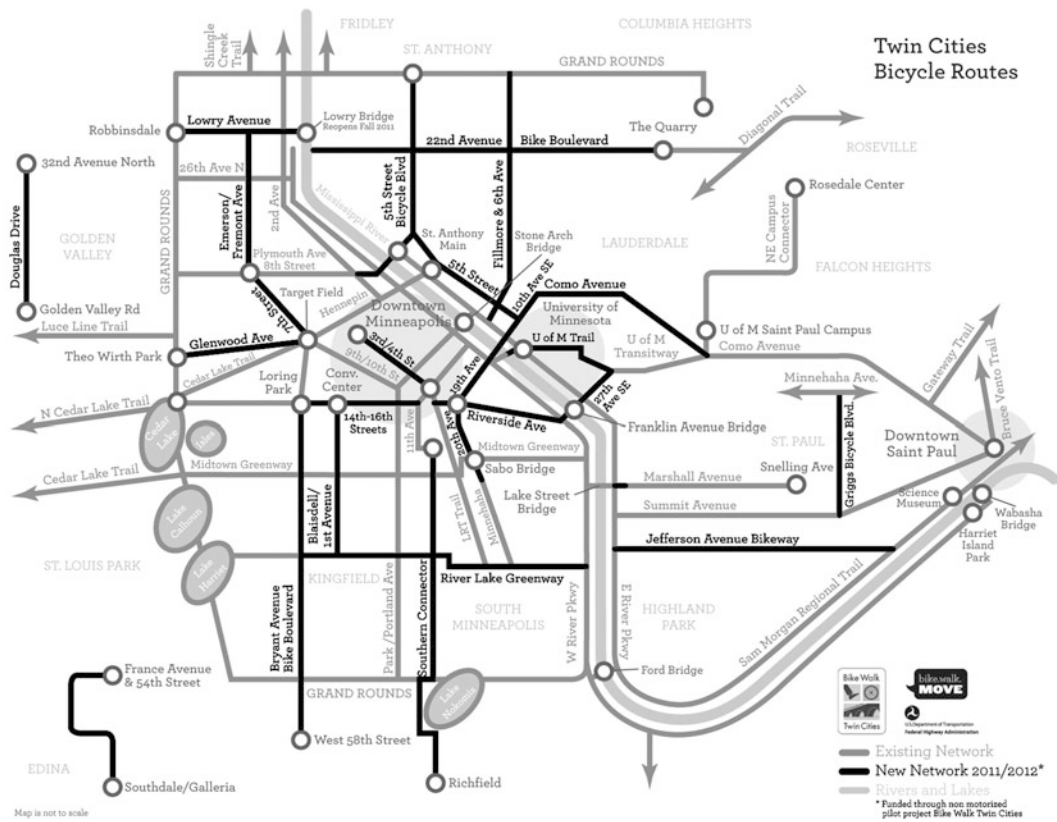 Twin Cities
Bicycle Routes
FRIDLEY
COLUMBIA HEIGHTS
Shingle
Creek
Trail
ST. ANTHONY
GRAND ROUNDS
Lowry Avenue
Lowry Bridge
Reopens Fall 2011
Robbinsdale
The Quarry
Diagonal Trail
22nd Avenue
Bike Boulevard
ROSEVILLE
32nd Avenue North
26th Ave N
Rosedale Center
GRAND ROUNDS
Emerson/
Fremont Ave
2nd Ave
Mississippi River
5th Street
Bicycle Blvd
Fillmore & 6th Ave
NE Campus
Connector
Douglas Drive
GOLDEN
VALLEY
St. Anthony
Main
Stone Arch
Bridge
LAUDERDALE
Plymouth Ave
8th Street
5th Street
10th Ave SE
FALCON HEIGHTS
Como Avenue
Target Field
Hennepin
7th Street
Downtown
Minneapolis
University of
Minnesota
Golden Valley Rd
Luce Line Trail
U of M Trail
U of M
Transitway
U of M Saint Paul Campus
Como Avenue
Glenwood Ave
Theo Wirth Park
3rd/4th St
9th/10th St
Cedar Lake Trail
Loring
Park
Conv.
Center
19th Ave
27th
Ave SE
Minnehaha Ave.
Gateway Trail
Bruce Vento Trail
N Cedar Lake Trail
Cedar
Lake
Isles
14th-16th
Streets
11th Ave
20th Ave
Riverside Ave
Franklin Avenue Bridge
ST. PAUL
Griggs Bicycle Blvd.
Downtown
Saint Paul
Midtown Greenway
Cedar Lake Trail
Midtown Greenway
Sabo Bridge
Snelling Ave
Marshall Avenue
Lake Street
Bridge
Summit Avenue
Science
Museum
Wabasha
Bridge
Harriet
Island
Park
Lake
Calhoun
Blaisdell/
1st Avenue
LRT Trail
Minnehaha
Jefferson Avenue Bikeway
ST. LOUIS PARK
Lake
Harriet
KINGFIELD
River Lake Greenway
Bryant Avenue
Bike Boulevard
Park /Portland Ave
Southern Connector
SOUTH
MINNEAPOLIS
W River Pkwy
E River Pkwy
HIGHLAND
PARK
Sam Morgan Regional Trail
France Avenue
& 54th Street
GRAND ROUNDS
Lake
Nokomis
Ford Bridge
West 58th Street
EDINA
Southdale/Galleria
Richfield
Bike Walk
Twin Cities
bike.walk.
MOVE
U.S. Department of Transportation
Federal Highway Administration
Existing Network
New Network 2011/2012*
Rivers and Lakes
* Funded through non motorized
pilot project Bike Walk Twin Cities
Map is not to scale